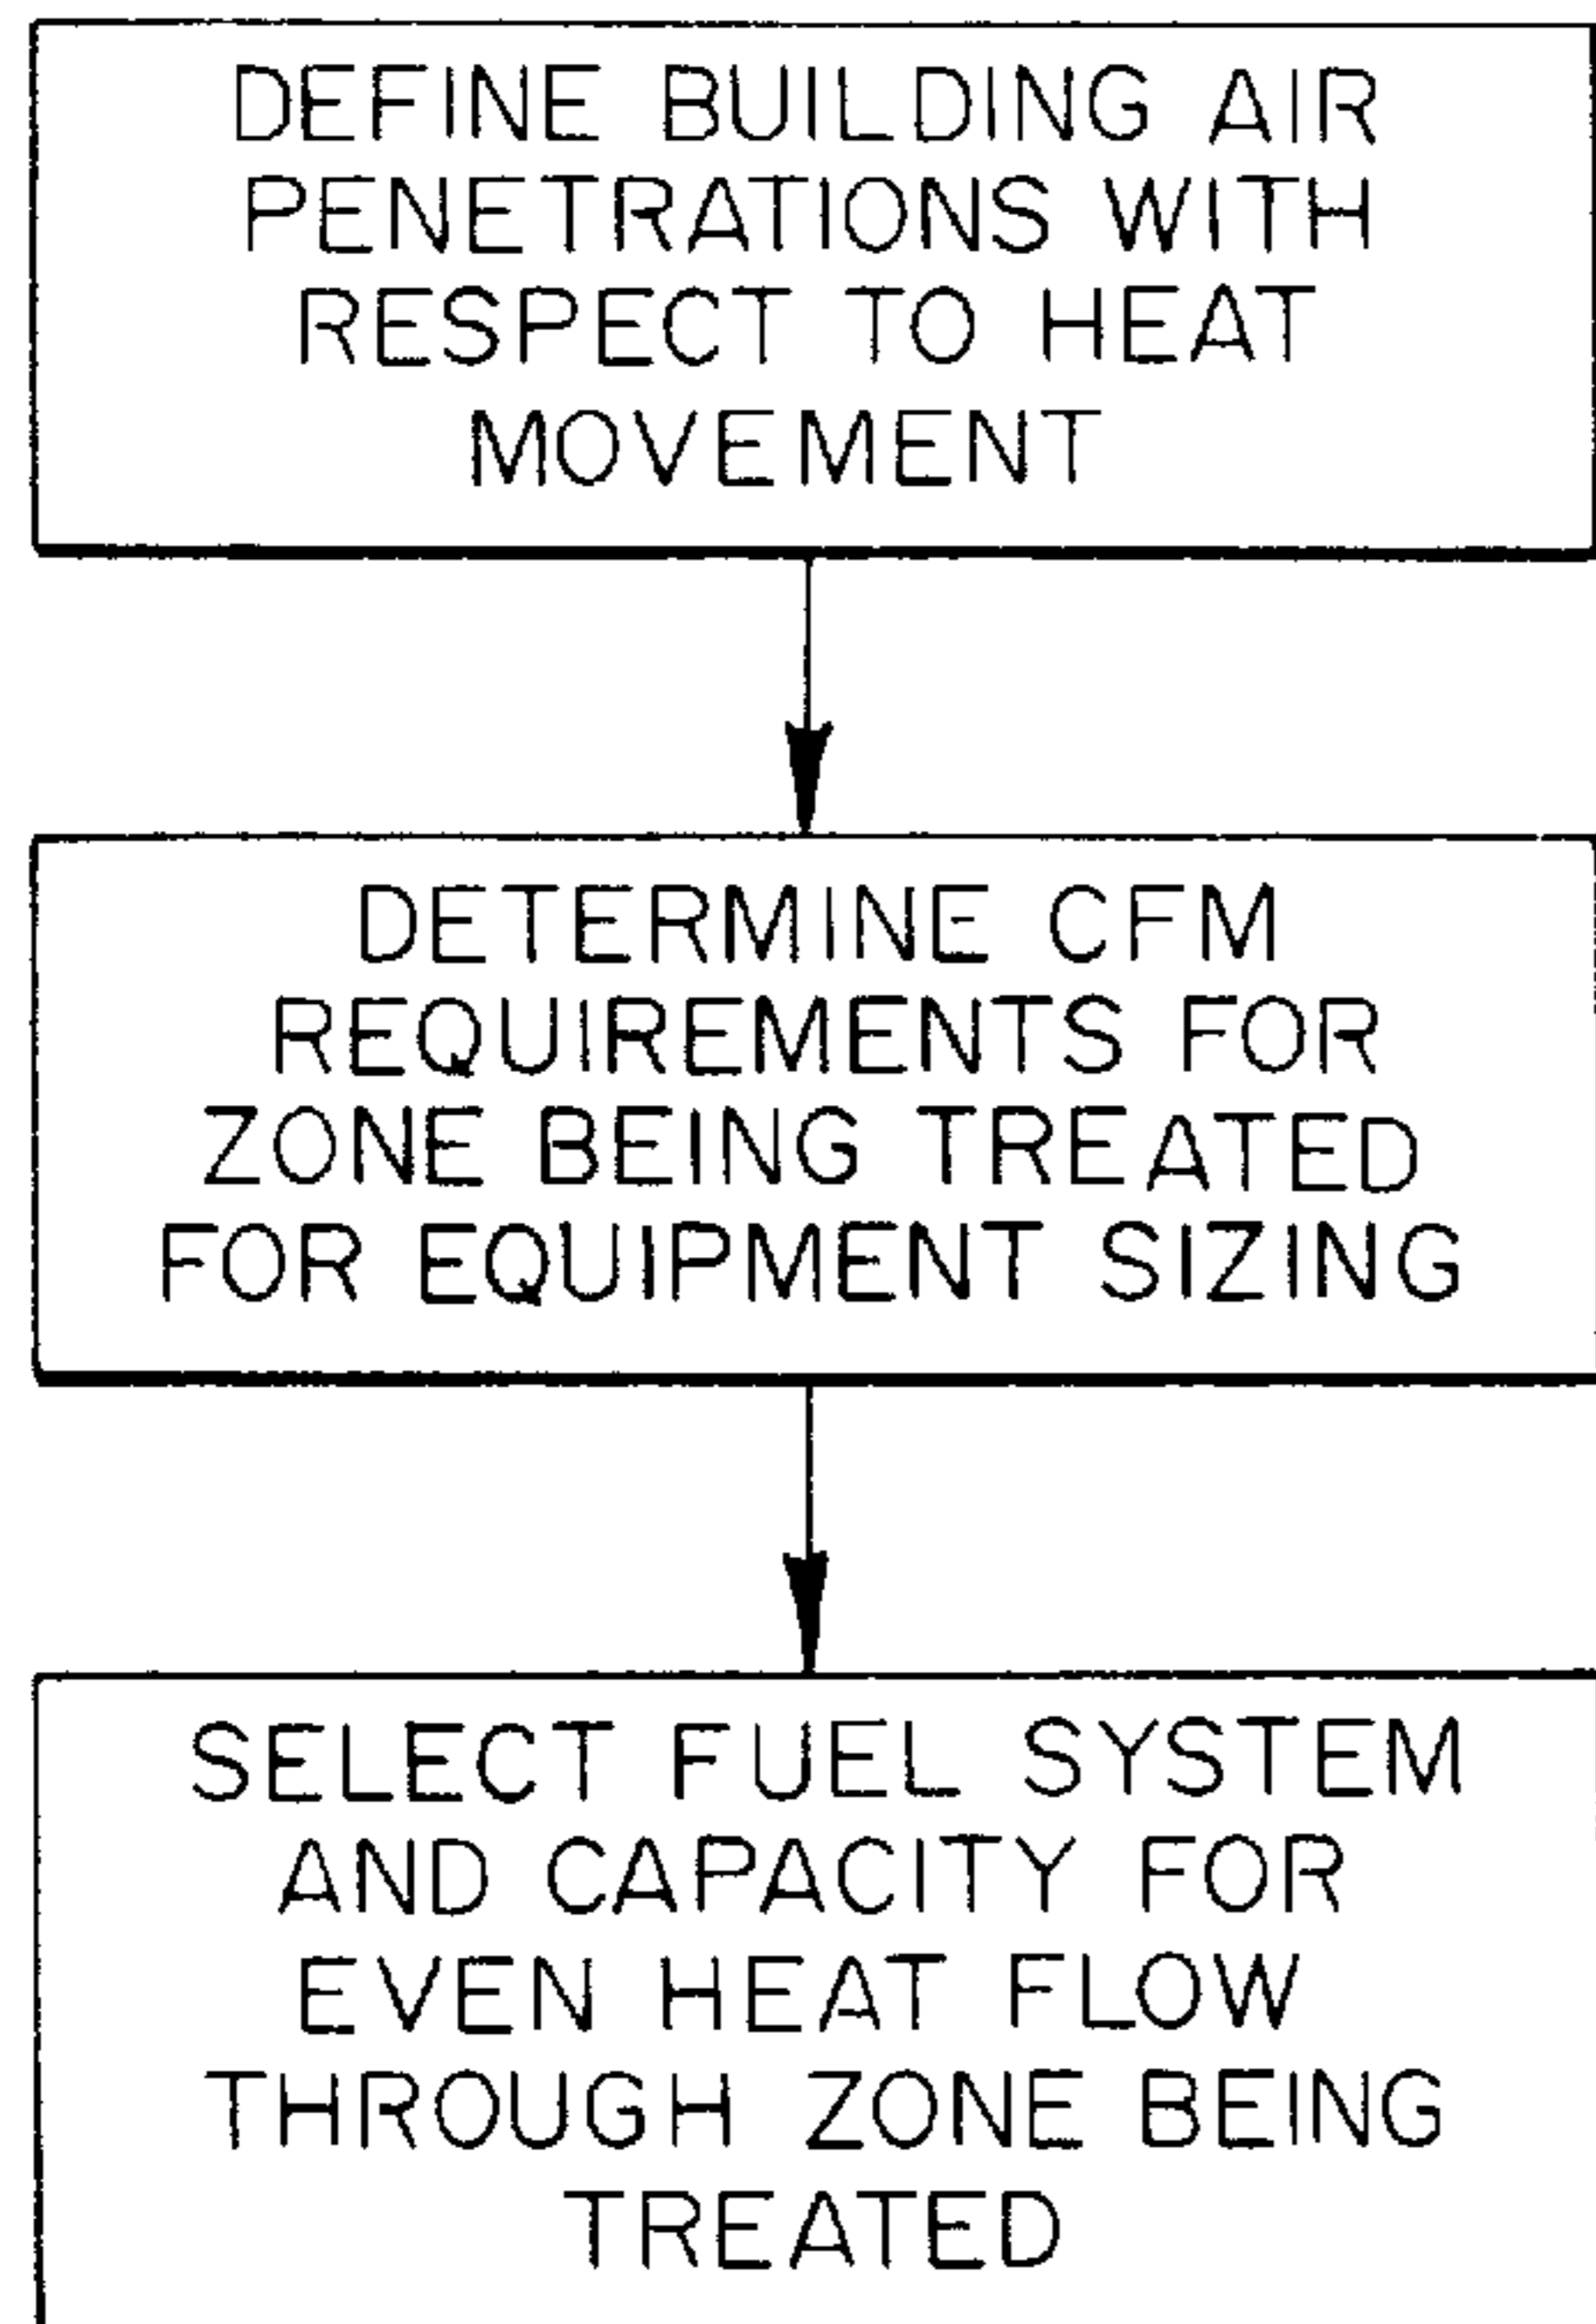 DEFINE BUILDING AIR
PENETRATIONS WITH
RESPECT TO HEAT
MOVEMENT
DETERMINE CFM
REQUIREMENTS FOR
ZONE BEING TREATED
FOR EQUIPMENT SIZING
SELECT FUEL SYSTEM
AND CAPACITY FOR
EVEN HEAT FLOW
THROUGH ZONE BEING
TREATED